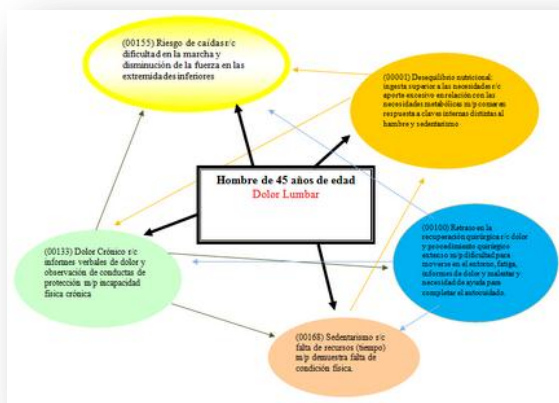 (00155) Riesgo de caídas r/c
dificultad en la marcha y
disminución de la fuerza en las
extremidades inferiores
(00001) Desequilibrio nutricional:
ingesta superior a las necesidades r/c
aporte excesivo en relación con las
necesidades metabólicas m/p comer en
respuesta a claves internas distintas al
hambre y sedentarismo
Hombre de 45 años de edad
Dolor Lumbar
(00133) Dolor Crónico r/c
informes verbales de dolor y
observación de conductas de
protección m/p incapacidad
física crónica
(00100) Retraso en la
recuperación quirúrgica r/c dolor
y procedimiento quirúrgico
extenso m/p dificultad para
moverse en el entorno, fatiga,
informes de dolor y malestar y
necesidad de ayuda para
completar el autocuidado.
(00168) Sedentarismo r/c
falta de recursos (tiempo)
m/p demuestra falta de
condición física.